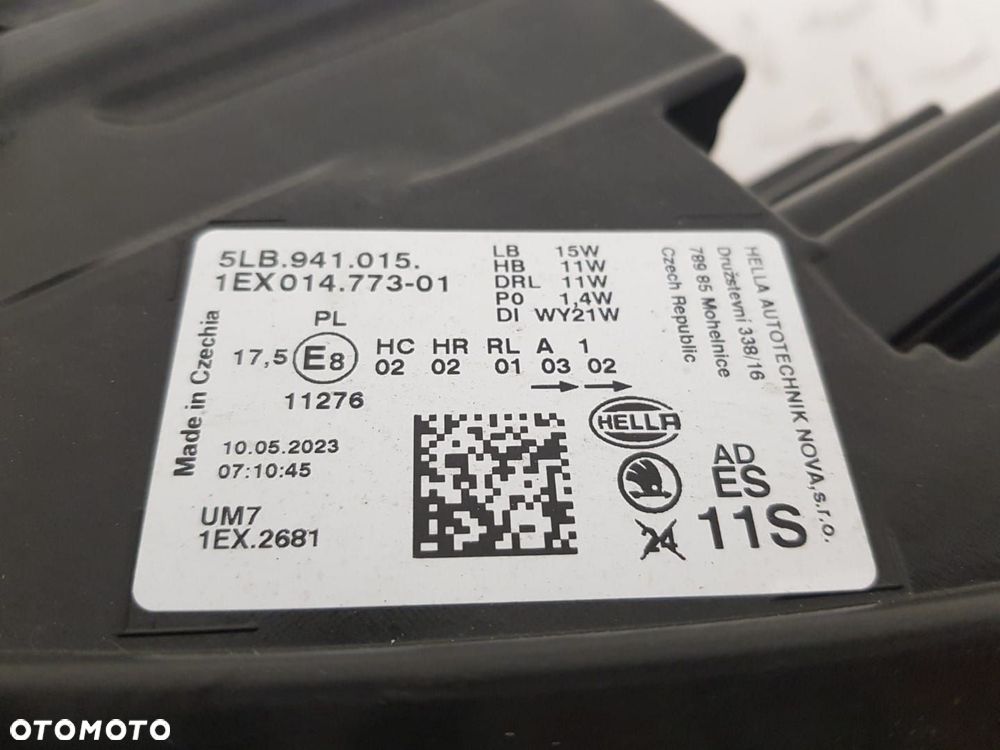 5LB.941.015.
1EX 014.773-01
LB 15W
HB 11W
DRL 11W
PO 1,4W
DI WY21W
HELLA AUTOTECHNIK NOVA,s.r.o.
Družstevní 338/16
789 85 Mohelnice
Czech Republic
Made in Czechia
PL
17,5 E8
HC HR RL A 1
02 02 01 03 02
11276
10.05.2023
07:10:45
UM7
1EX.2681
HELLA
AD
ES
11S
24
OTOMOTO